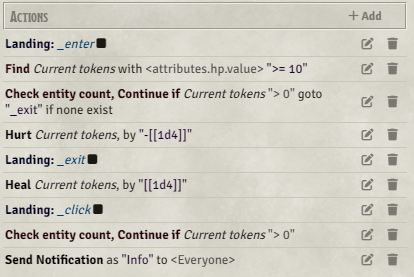 ACTIONS
+ Add
Landing: _enter
Find Current tokens with <attributes.hp.value> ">= 10"
Check entity count, Continue if Current tokens "> 0" goto
"_exit" if none exist
Hurt Current tokens, by "-[[1d4]]"
Landing: _exit
Heal Current tokens, by "[[1d4]]"
Landing: _click
Check entity count, Continue if Current tokens "> 0"
Send Notification as "Info" to <Everyone>